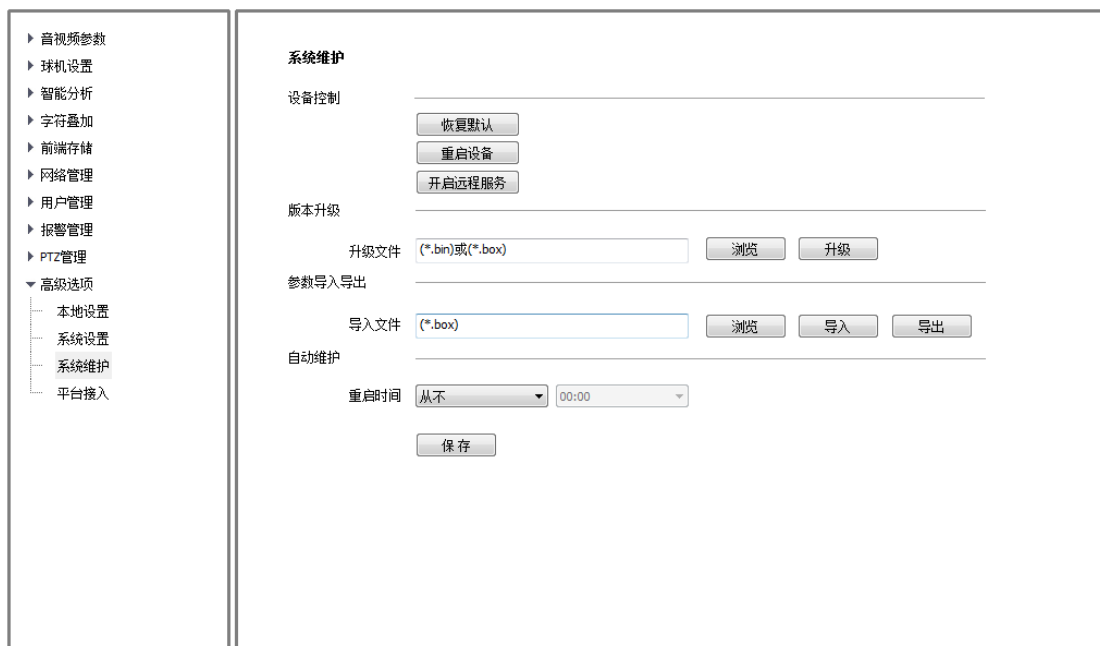 音视频参数
球机设置
智能分析
字符叠加
前端存储
网络管理
用户管理
报警管理
PTZ管理
高级选项
本地设置
系统设置
系统维护
平台接入
系统维护
设备控制
恢复默认
重启设备
开启远程服务
版本升级
升级文件 (*.bin)或(*.box) 浏览 升级
参数导入导出
导入文件 (*.box) 浏览 导入 导出
自动维护
重启时间 从不 00:00
保存